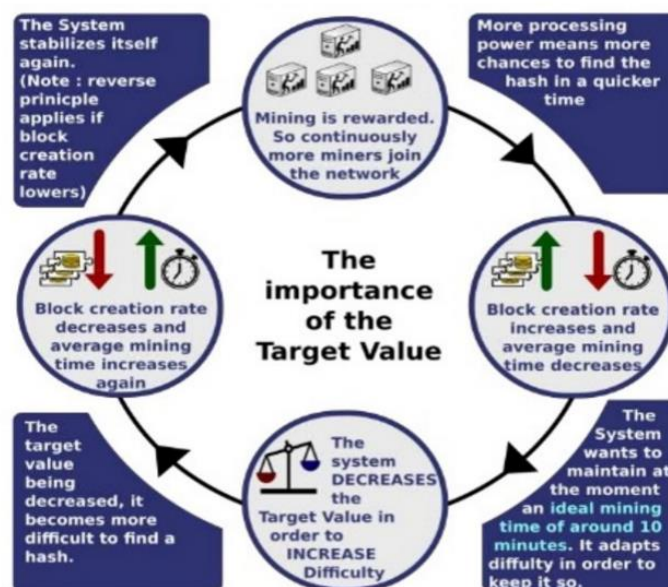 The System
stabilizes itself
again.
(Note : reverse
prinicple
applies if
block
creation
rate
lowers)
Mining is rewarded.
So continuously
more miners join
the network
More processing
power means more
chances to find the
hash in a quicker
time
Block creation rate
decreases and
average mining
time increases
again
The
importance
of the
Target Value
Block creation rate
increases and
average mining
time decreases
The
target
value
being
decreased, it
becomes more
difficult to find a
hash.
The
system
DECREASES
the
Target Value in
order to
INCREASE
Difficulty
The
System
wants to
maintain at
the moment
an ideal mining
time of around 10
minutes. It adapts
diffulty in order to
keep it so.